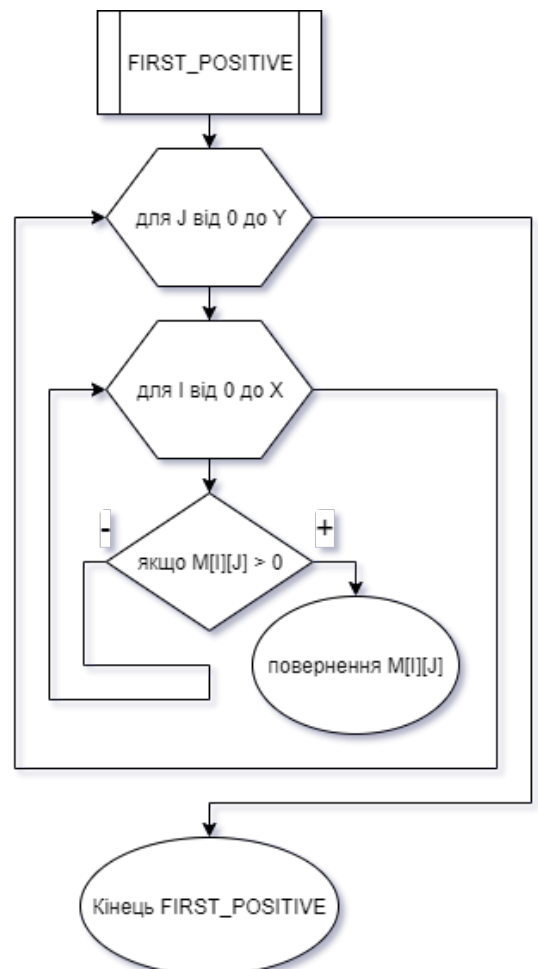 FIRST_POSITIVE
для J від 0 до Y
для I від 0 до X
-
+
якщо M[I][J] > 0
повернення M[I][J]
Кінець FIRST_POSITIVE